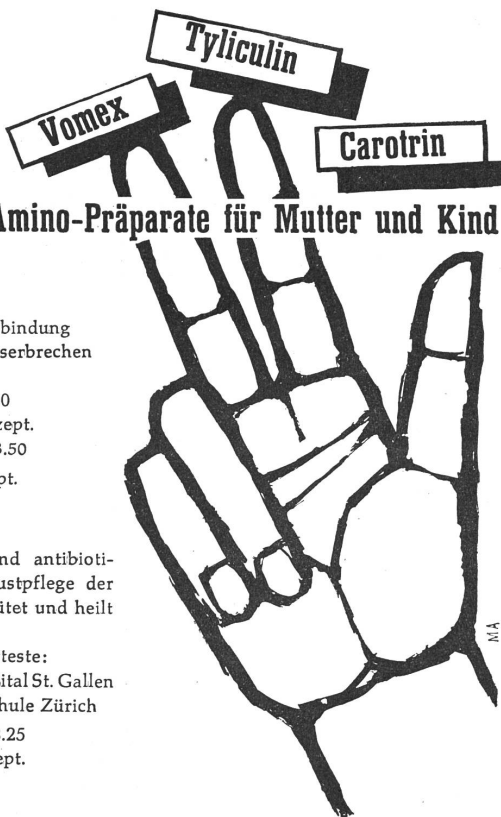 Tyliculin
Vomex
Carotrin
Amino-Präparate für Mutter und Kind
bindung
serbrechen
0
zept.
3.50
pt.
nd antibioti-
ustpflege der
ütet und heilt
teste:
ital St. Gallen
hule Zürich
.25
ept.
MA